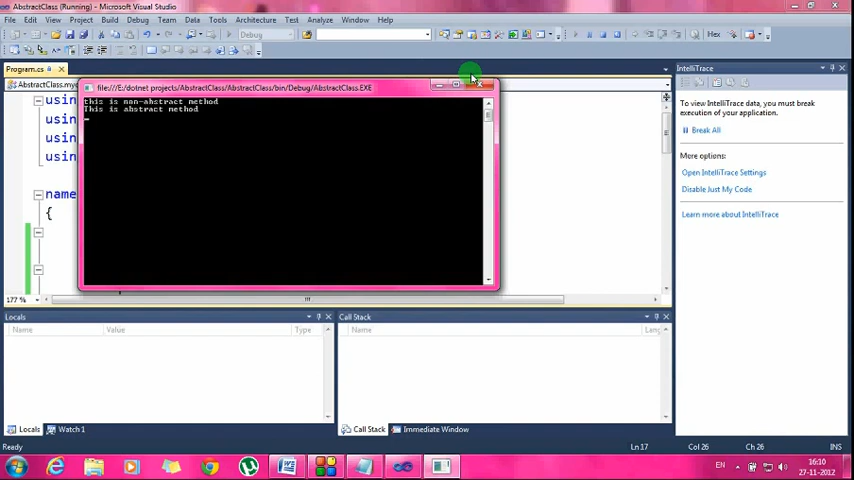 AbstractClass (Running) - Microsoft Visual Studio
File Edit View Project Build Debug Team Data Tools Architecture Test Analyze Window Help
Debug
Hex
Program.cs
AbstractClass.myc
file:///E:/dotnet projects/AbstractClass/AbstractClass/bin/Debug/AbstractClass.EXE
this is non-abstract method
This is abstract method
usin
usin
usin
usin
name
{
177 %
IntelliTrace
To view IntelliTrace data, you must break
execution of your application.
Break All
More options:
Open IntelliTrace Settings
Disable Just My Code
Learn more about IntelliTrace
Locals
Name Value Type
Call Stack
Name Lang
Locals Watch 1
Call Stack Immediate Window
Ready
Ln 17 Col 26 Ch 26 INS
EN
16:10
27-11-2012